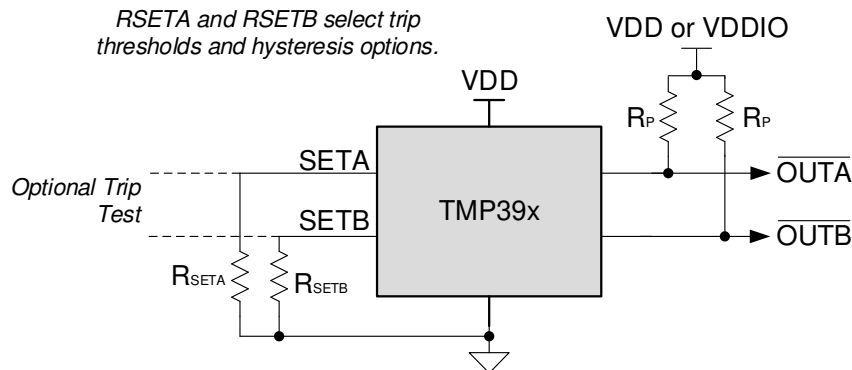 RSETA and RSETB select trip
thresholds and hysteresis options.
VDD or VDDIO
VDD
RP
RP
SETA
OUTA
Optional Trip
Test
TMP39x
SETB
OUTB
RSETA
RSETB